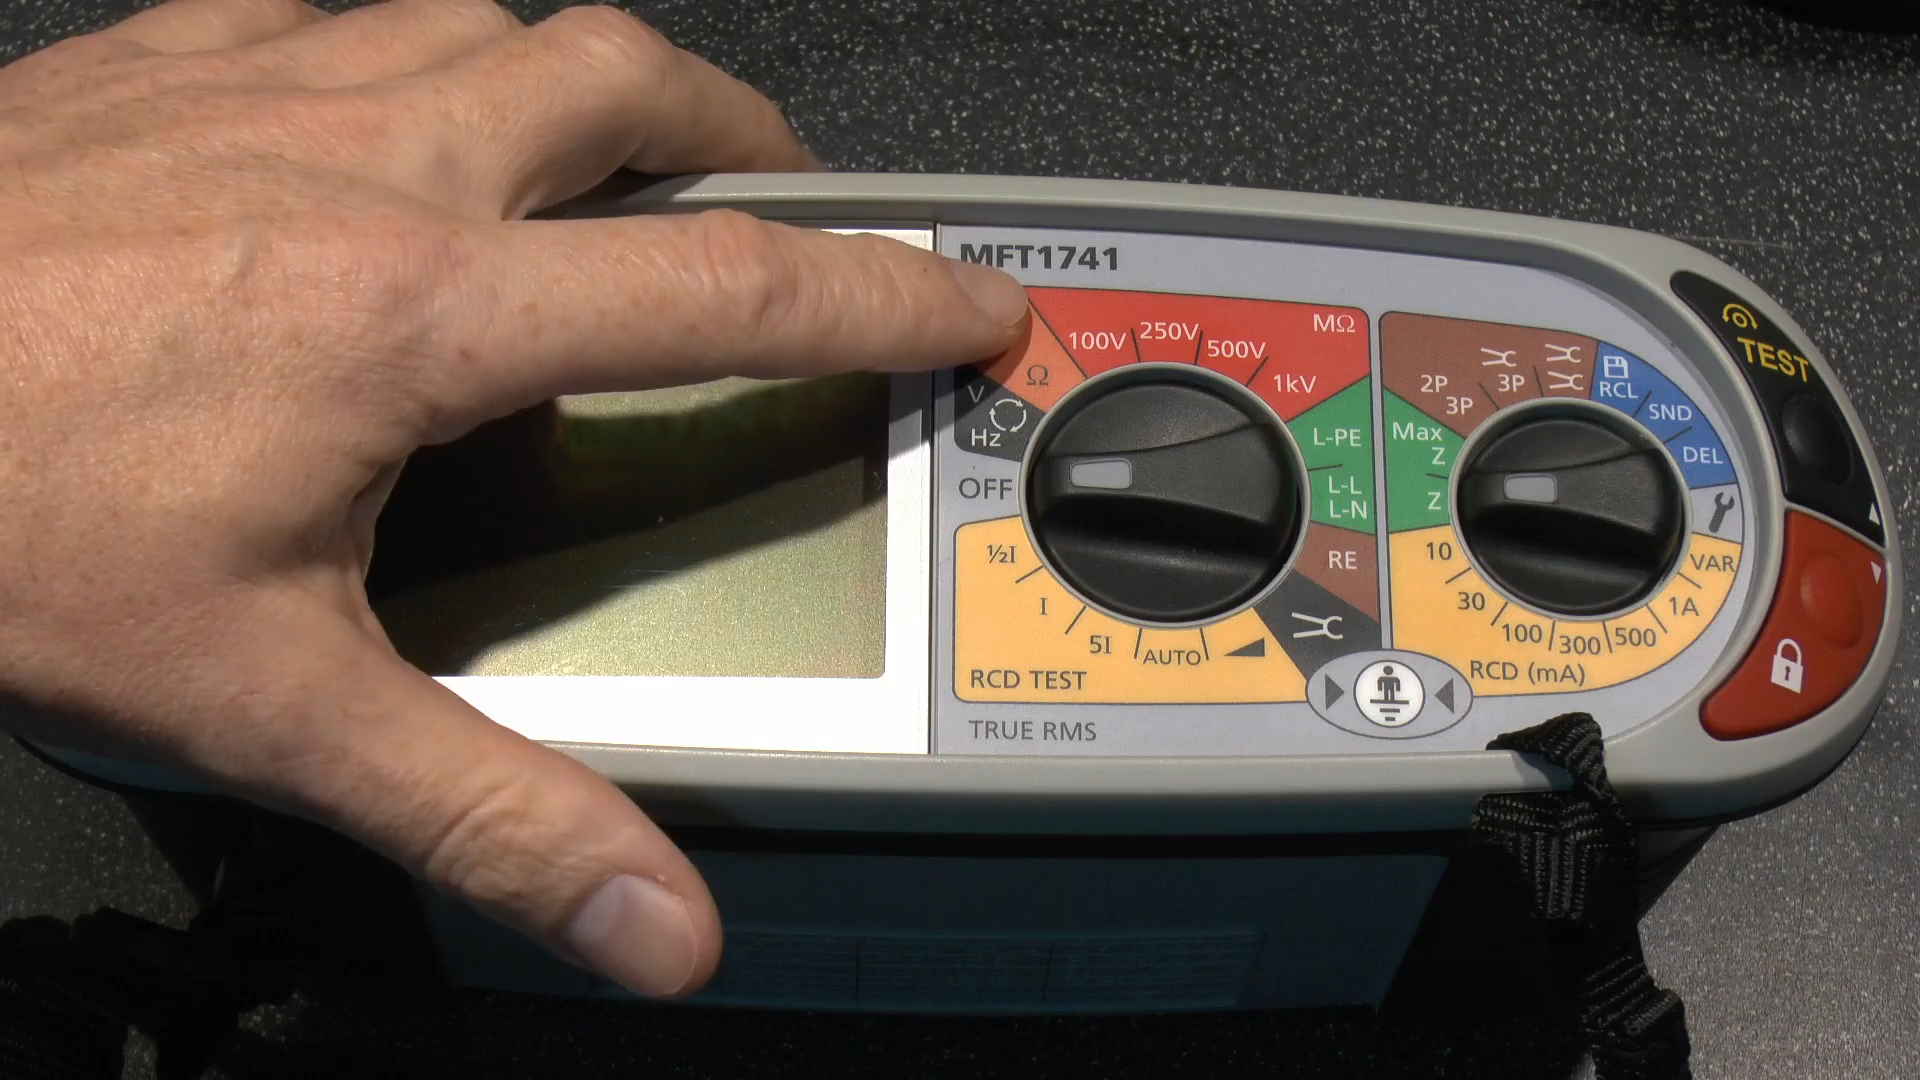 MFT1741
100V
250V
500V
1kV
MΩ
Ω
V
Hz
OFF
½I
I
5I
AUTO
RCD TEST
TRUE RMS
L-PE
L-L
L-N
RE
2P
3P
3P
RCL
SND
DEL
Max
Z
Z
10
30
100
300
500
1A
VAR
RCD (mA)
TEST